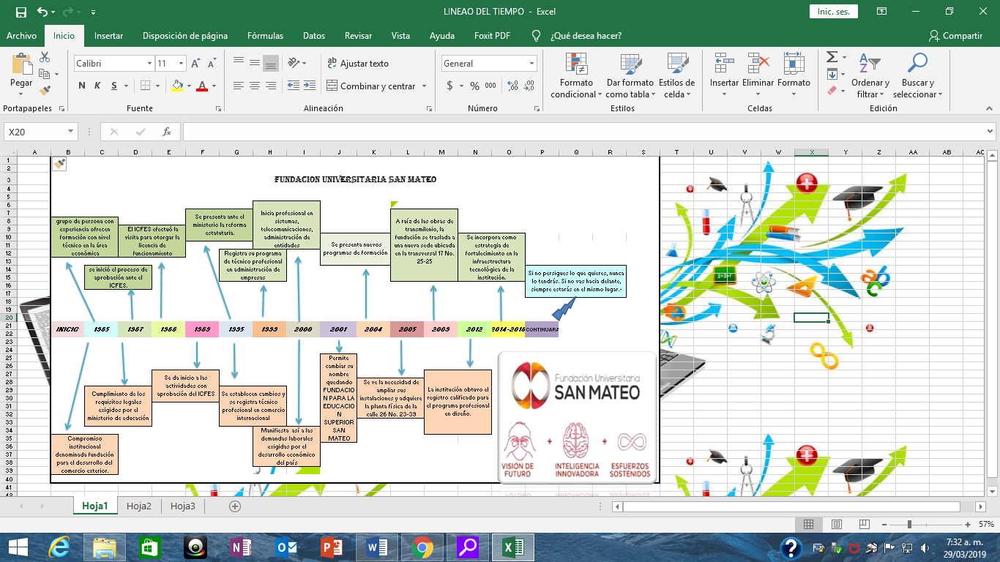 LINEAO DEL TIEMPO - Excel
Inic. ses.
Archivo Inicio Insertar Disposición de página Fórmulas Datos Revisar Vista Ayuda Foxit PDF ¿Qué desea hacer? Compartir
Pegar
Portapapeles
Calibri 11
N K S
Fuente
Ajustar texto
Combinar y centrar
Alineación
General
$ % 000
Número
Formato condicional
Dar formato como tabla
Estilos de celda
Estilos
Insertar Eliminar Formato
Celdas
Ordenar y filtrar
Buscar y seleccionar
Edición
X20
fx
A B C D E F G H I J K L M N O P Q R S T U V W X Y Z AA AB AC
FUNDACION UNIVERSITARIA SAN MATEO
grupo de persona con
experiencia ofrecen
formación con nivel
técnico en la área
económica
El ICFES efectuó la
visita para otorgar la
licencia de
funcionamiento
se inició el proceso de
aprobación ante el
ICFES.
Se presenta ante el
ministerio la reforma
estatutaria.
Registra su programa
de técnico profesional
en administración de
empresas
Inicia profesional en
sistemas,
telecomunicaciones,
administración de
entidades
Se presenta nuevos
programas de formación
A raíz de las obras de
transmilenio, la
fundación se traslada a
una nueva sede ubicada
en la transversal 17 No.
25-25
Se incorpora como
estrategia de
fortalecimiento en la
infraestructura
tecnológica de la
institución.
Si no persigues lo que quieres, nunca
lo tendrás. Si no vas hacia delante,
siempre estarás en el mismo lugar.-
INICIO 1985 1987 1988 1989 1995 1999 2000 2001 2004 2005 2009 2012 2014-2018 CONTINUARA
Compromiso
institucional
denominada fundación
para el desarrollo del
comercio exterior.
Cumplimiento de los
requisitos legales
exigidos por el
ministerio de educación
Se da inicio a las
actividades con
aprobación del ICFES
Se establecen cambios y
se registra técnico
profesional en comercio
internacional
Manifiesta así a las
demandas laborales
exigidas por el
desarrollo económico
del país
Permite
cambiar su
nombre
quedando
FUNDACIO
N PARA LA
EDUCACIO
N
SUPERIOR
SAN
MATEO
Se ve la necesidad de
ampliar sus
instalaciones y adquiere
la planta física de la
calle 26 No. 23-39
La institución obtuvo el
registro calificado para
el programa profesional
en diseño.
Fundación Universitaria
SAN MATEO
VISIÓN DE
FUTURO
+
INTELIGENCIA
INNOVADORA
+
ESFUERZOS
SOSTENIDOS
Hoja1 Hoja2 Hoja3
57%
7:32 a. m.
29/03/2019